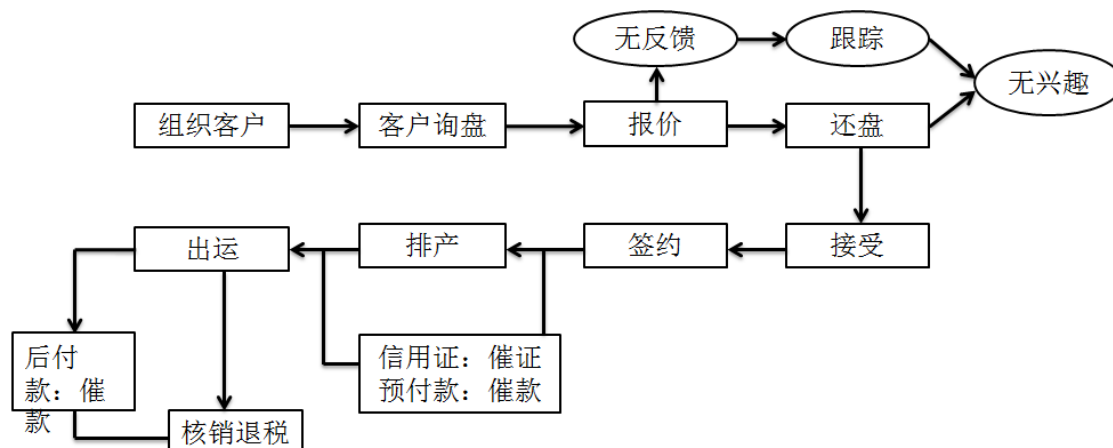 无反馈
跟踪
无兴趣
组织客户
客户询盘
报价
还盘
出运
排产
签约
接受
后付
款：催
款
信用证：催证
预付款：催款
核销退税